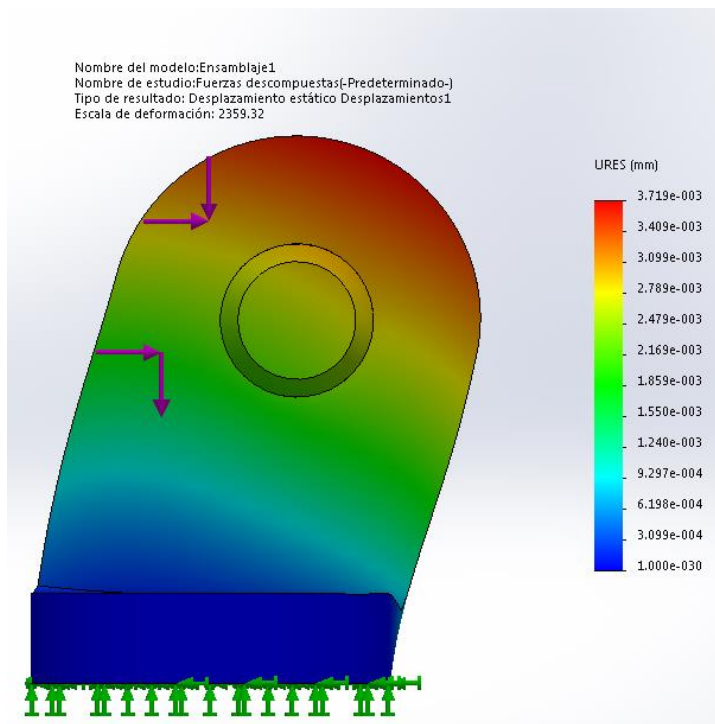 Nombre del modelo:Ensamblaje1
Nombre de estudio:Fuerzas descompuestas(-Predeterminado-)
Tipo de resultado: Desplazamiento estático Desplazamientos1
Escala de deformación: 2359.32
URES (mm)
3.719e-003
3.409e-003
3.099e-003
2.789e-003
2.479e-003
2.169e-003
1.859e-003
1.550e-003
1.240e-003
9.297e-004
6.198e-004
3.099e-004
1.000e-030